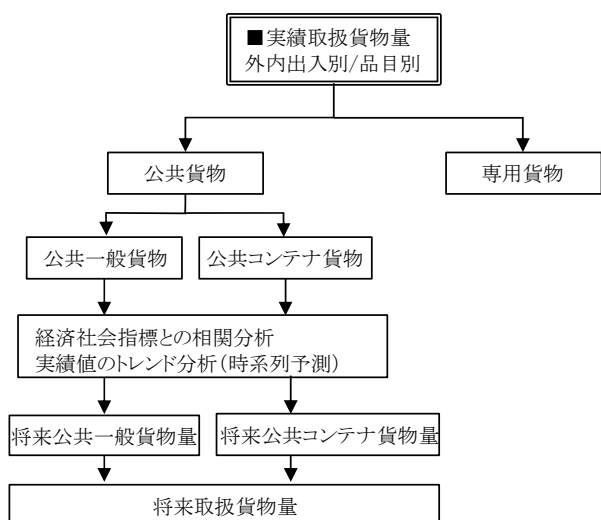 ■実績取扱貨物量
外内出入別/品目別
公共貨物
専用貨物
公共一般貨物
公共コンテナ貨物
経済社会指標との相関分析
実績値のトレンド分析(時系列予測)
将来公共一般貨物量
将来公共コンテナ貨物量
将来取扱貨物量